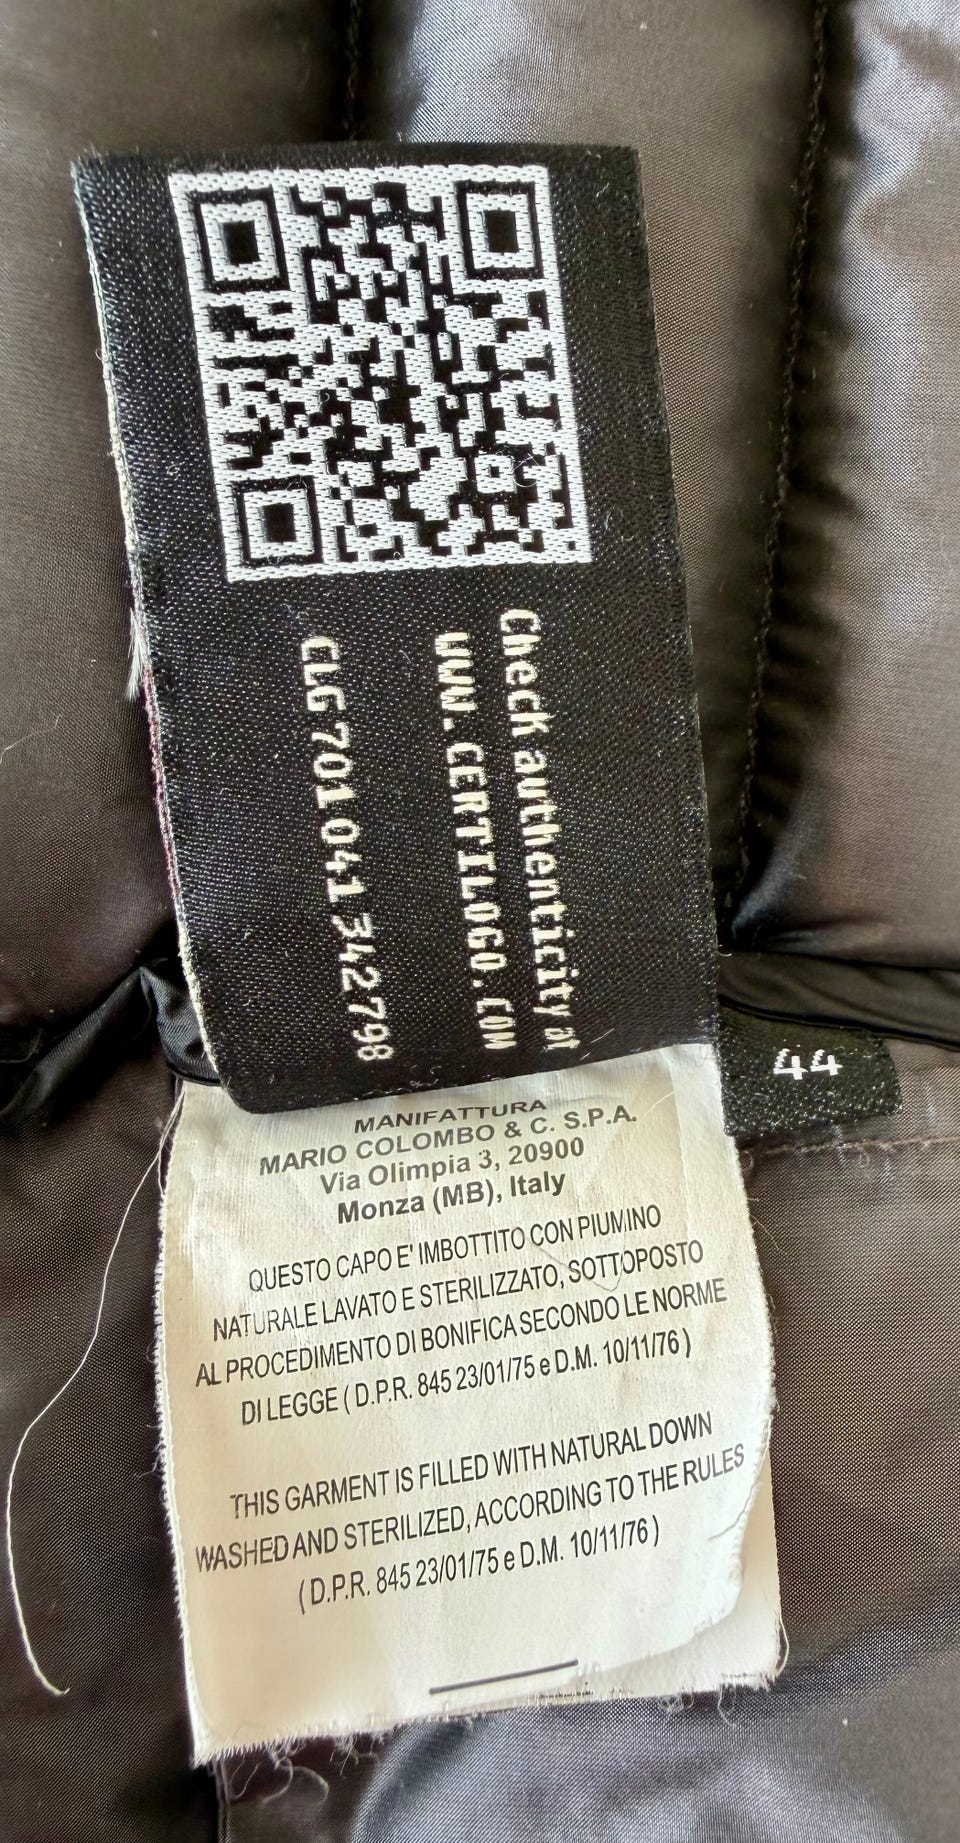 Check authenticity at
WWW.CERTILOGO.COM
CLG 701 041 342 798
44
MANIFATTURA
MARIO COLOMBO & C. S.P.A.
Via Olimpia 3, 20900
Monza (MB), Italy
QUESTO CAPO E' IMBOTTITO CON PIUMINO
NATURALE LAVATO E STERILIZZATO, SOTTOPOSTO
AL PROCEDIMENTO DI BONIFICA SECONDO LE NORME
DI LEGGE ( D.P.R. 845 23/01/75 e D.M. 10/11/76 )
THIS GARMENT IS FILLED WITH NATURAL DOWN
WASHED AND STERILIZED, ACCORDING TO THE RULES
( D.P.R. 845 23/01/75 e D.M. 10/11/76 )